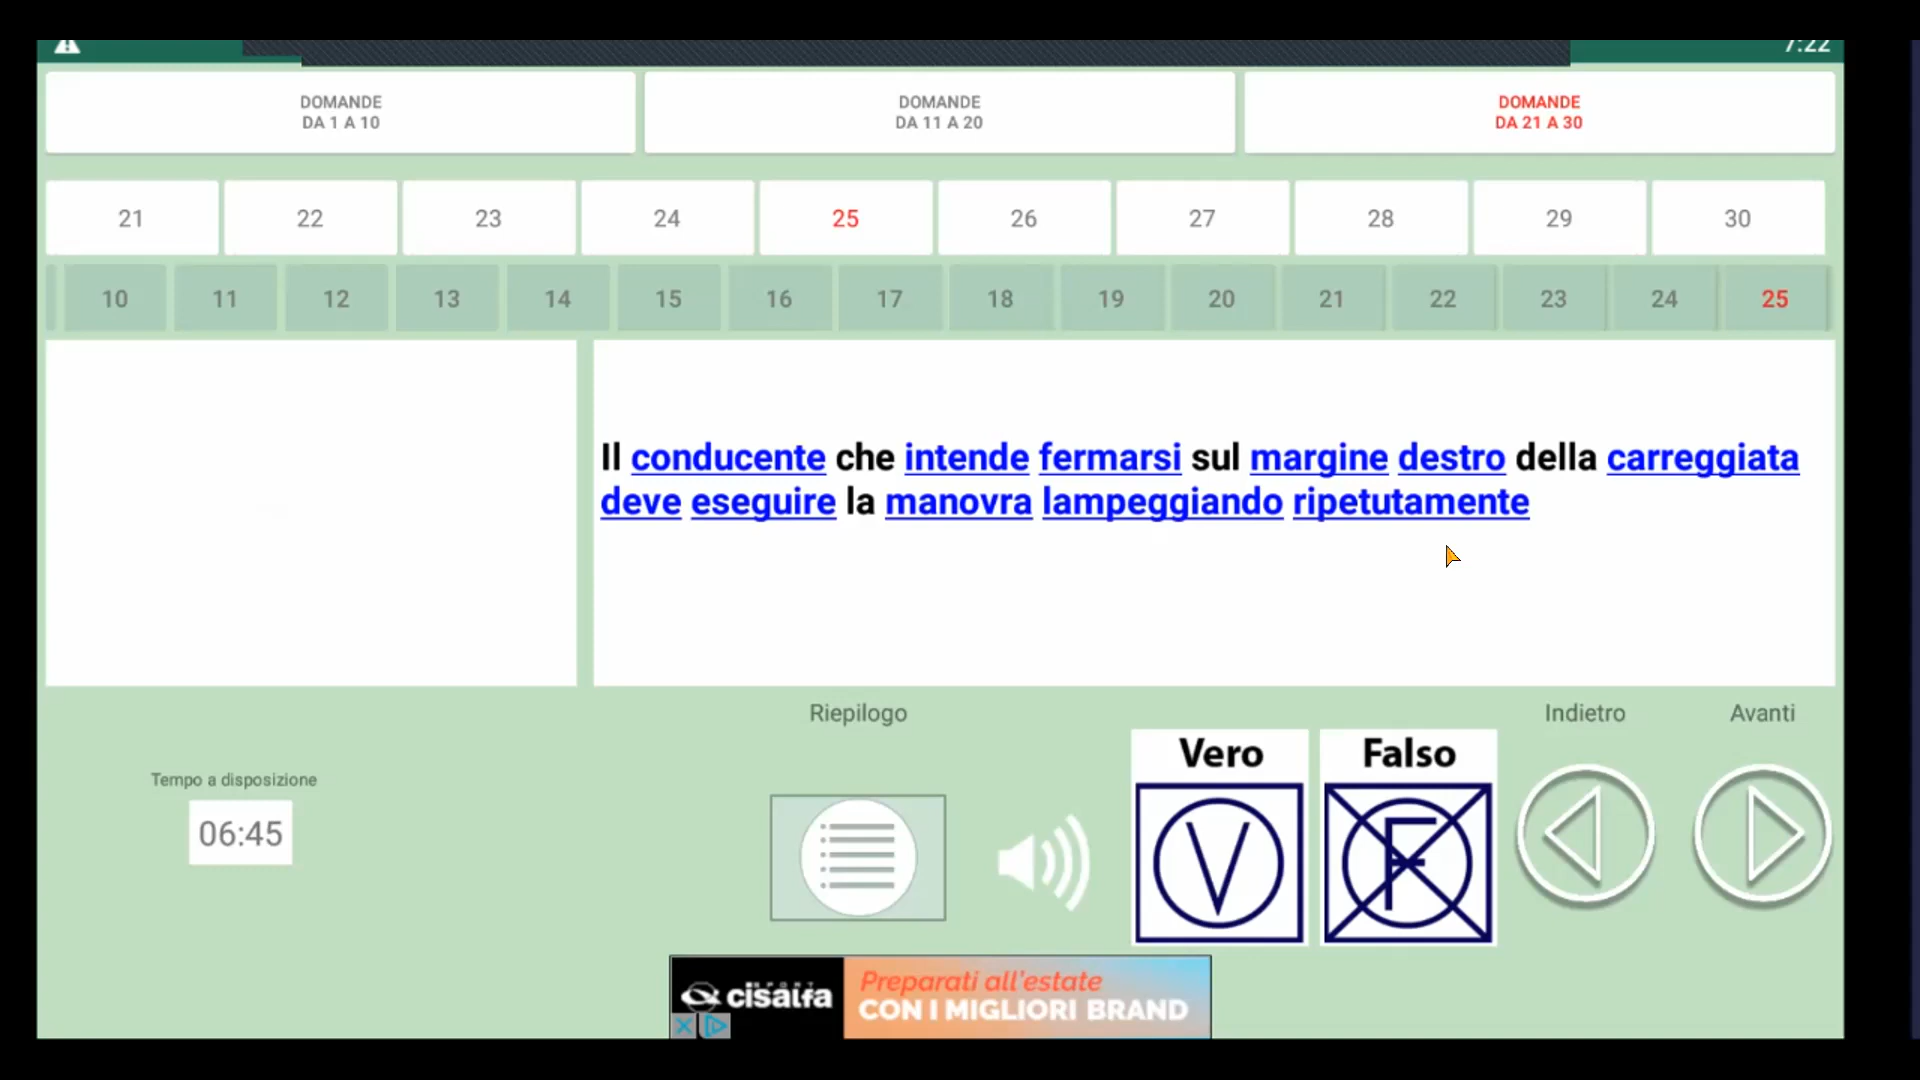 7:22
DOMANDE
DA 1 A 10
DOMANDE
DA 11 A 20
DOMANDE
DA 21 A 30
21 22 23 24 25 26 27 28 29 30
10 11 12 13 14 15 16 17 18 19 20 21 22 23 24 25
Il conducente che intende fermarsi sul margine destro della carreggiata
deve eseguire la manovra lampeggiando ripetutamente
Riepilogo
Indietro
Avanti
Vero
Falso
Tempo a disposizione
06:45
V
F
SPORT
cisalfa
Preparati all'estate
CON I MIGLIORI BRAND